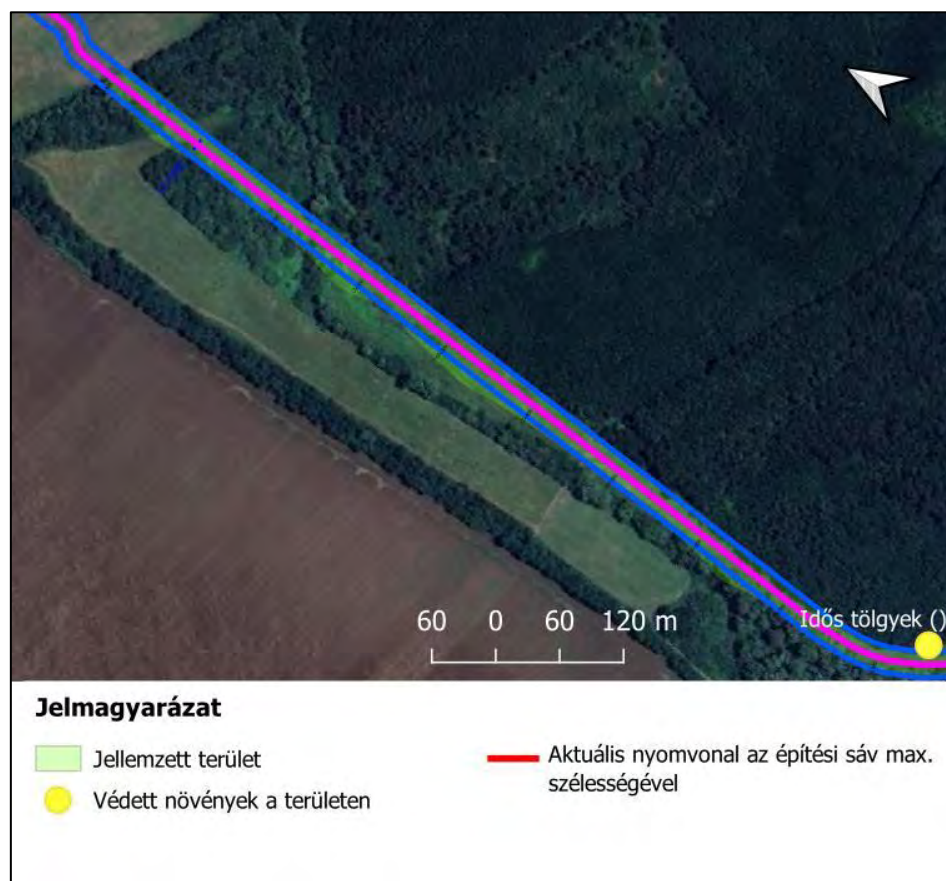 Idős tölgyek ()
60 0 60 120 m
Jelmagyarázat
Jellemzett terület
Védett növények a területen
Aktuális nyomvonal az építési sáv max.
szélességével